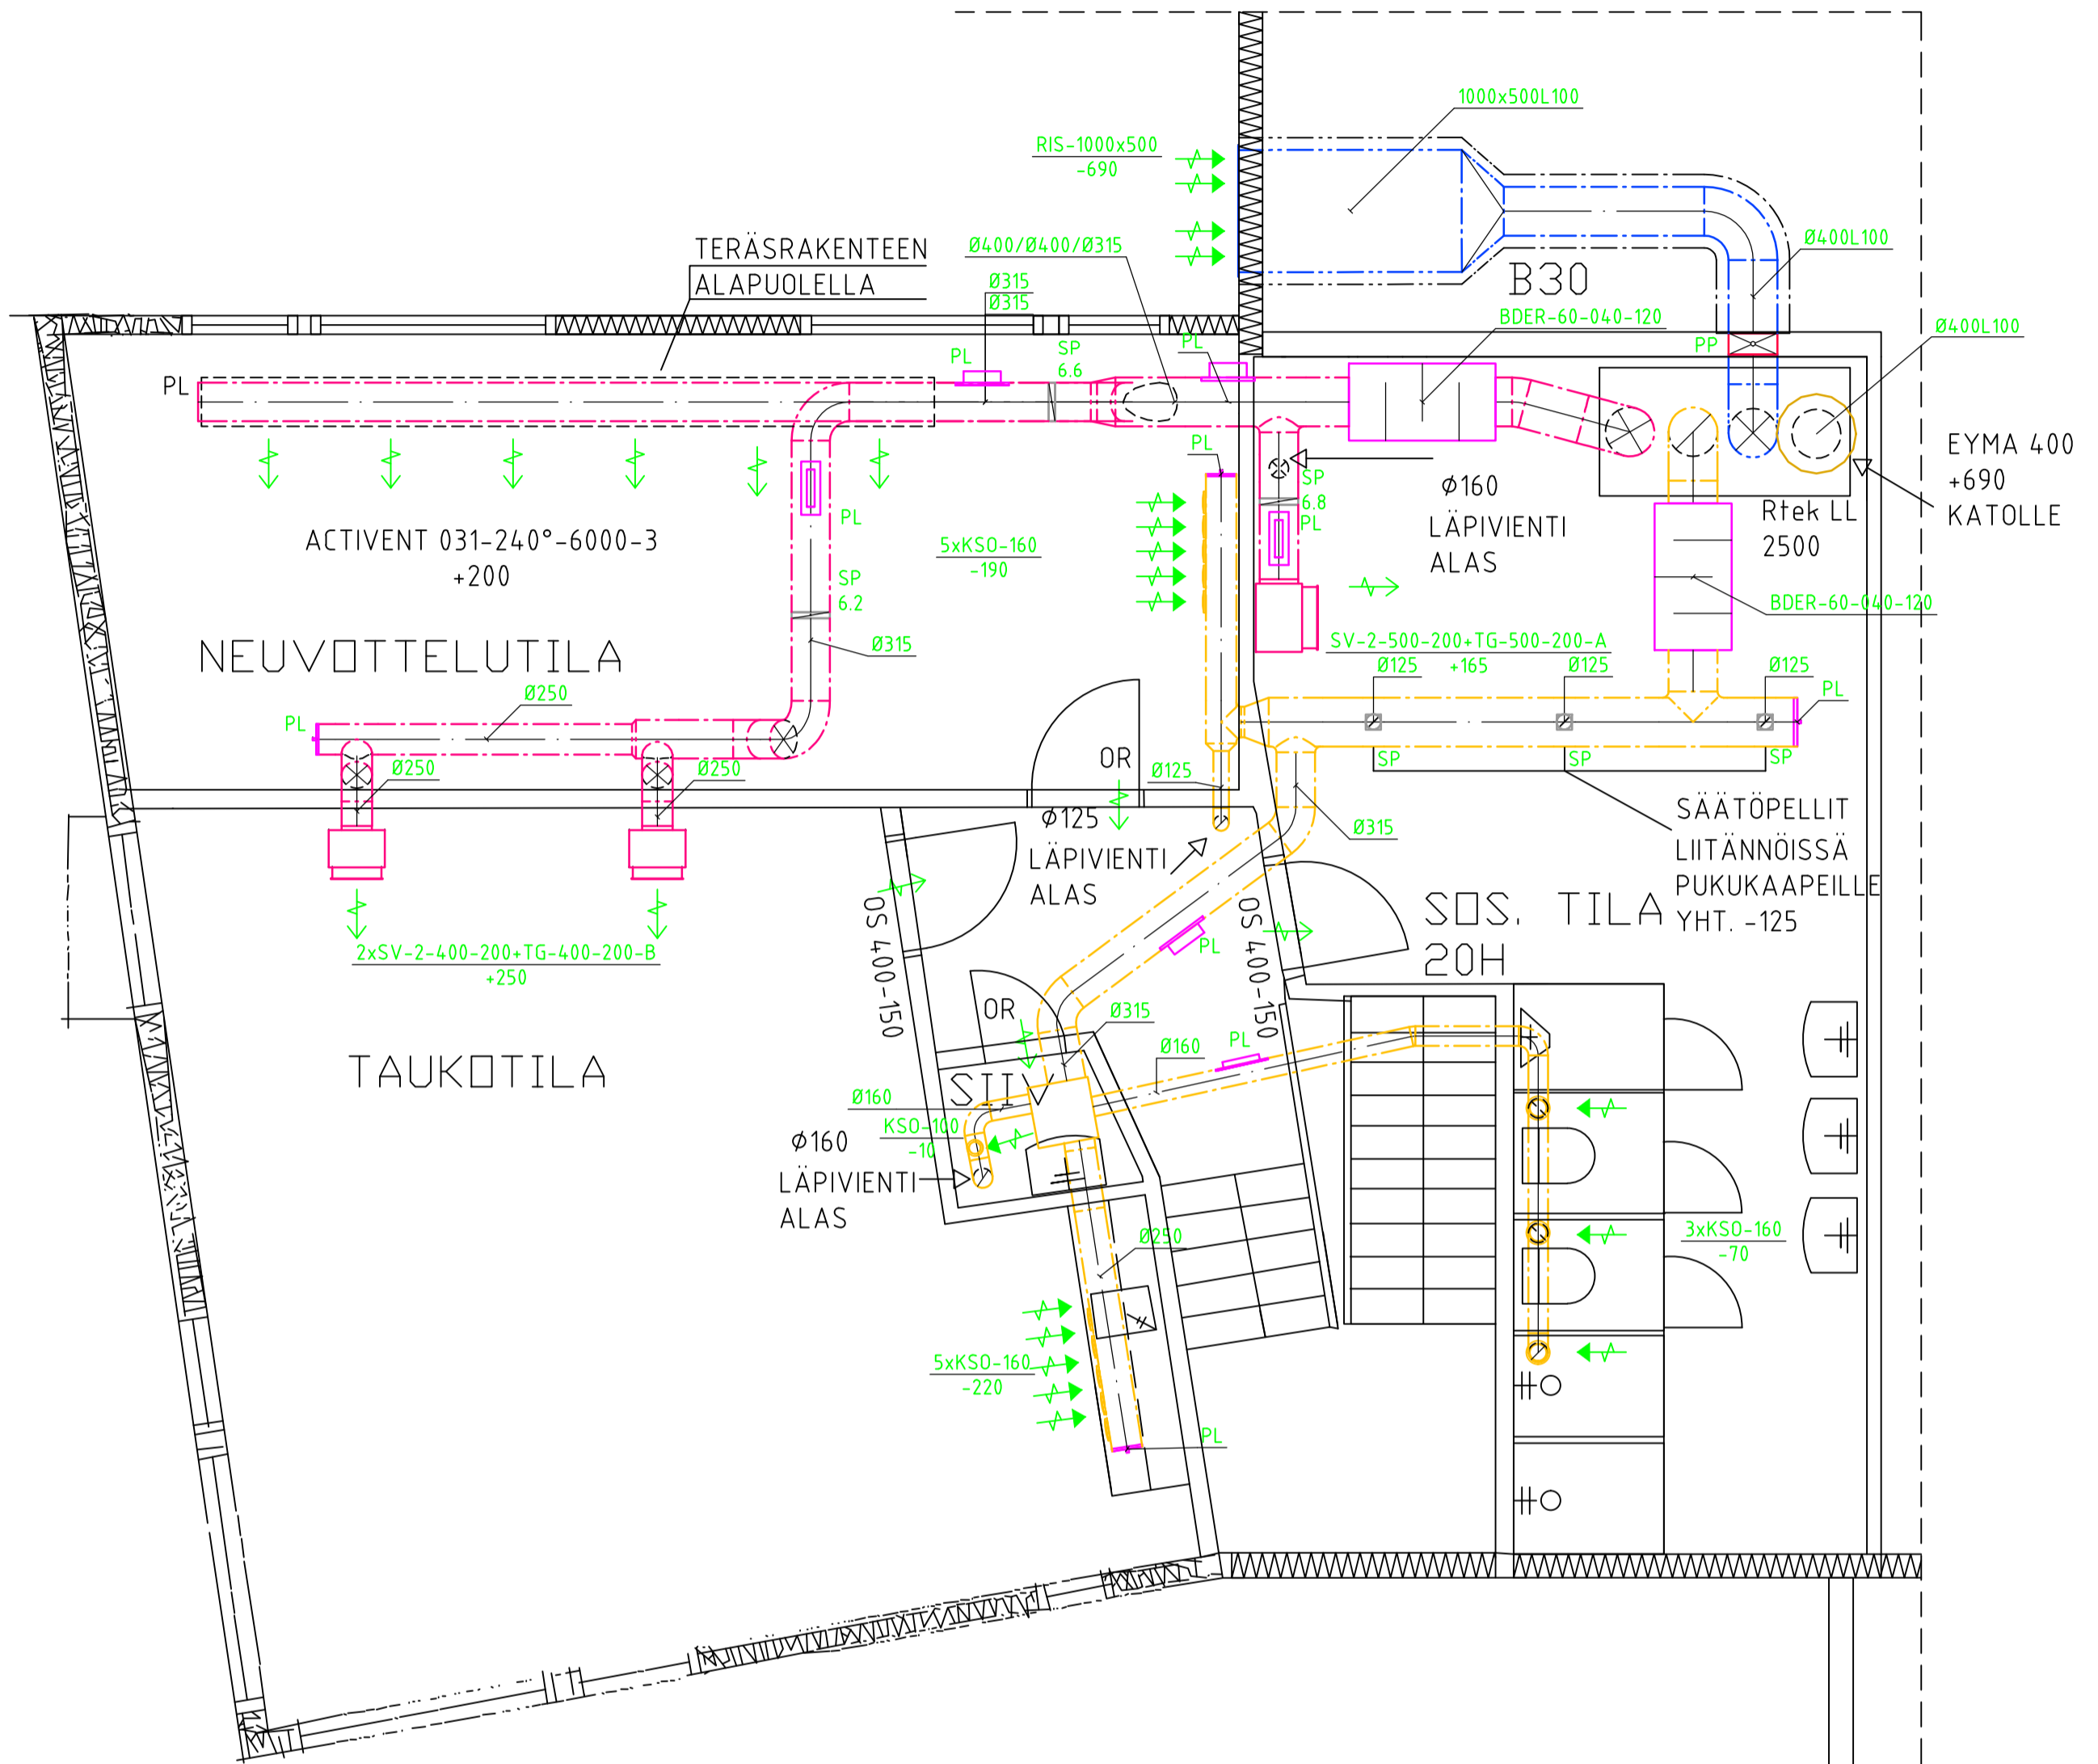 1000x500L100
RIS-1000x500
-690
TERÄSRAKENTEEN
ALAPUOLELLA
Ø400/Ø400/Ø315
Ø400L100
Ø315
Ø315
B30
BDER-60-040-120
Ø400L100
PL
SP
6.6
PL
PL
PP
PL
EYMA 400
+690
KATOLLE
SP
6.8
PL
Ø160
LÄPIVIENTI
ALAS
Rtek LL
2500
PL
ACTIVENT 031-240°-6000-3
+200
5xKSO-160
-190
SP
6.2
BDER-60-040-120
NEUVOTTELUTILA
Ø315
SV-2-500-200+TG-500-200-A
+165
Ø125
Ø125
Ø125
PL
Ø250
PL
SP
SP
SP
Ø250
Ø250
OR
Ø125
Ø125
LÄPIVIENTI
ALAS
Ø315
SÄÄTÖPELLIT
LIITÄNNÖISSÄ
PUKUKAAPEILLE
YHT. -125
OS 400-150
OS 400-150
SOS. TILA
20H
PL
2xSV-2-400-200+TG-400-200-B
+250
OR
Ø315
PL
Ø160
TAUKOTILA
SII
Ø160
KSO-100
-10
Ø160
LÄPIVIENTI
ALAS
3xKSO-160
-70
Ø250
5xKSO-160
-220
PL